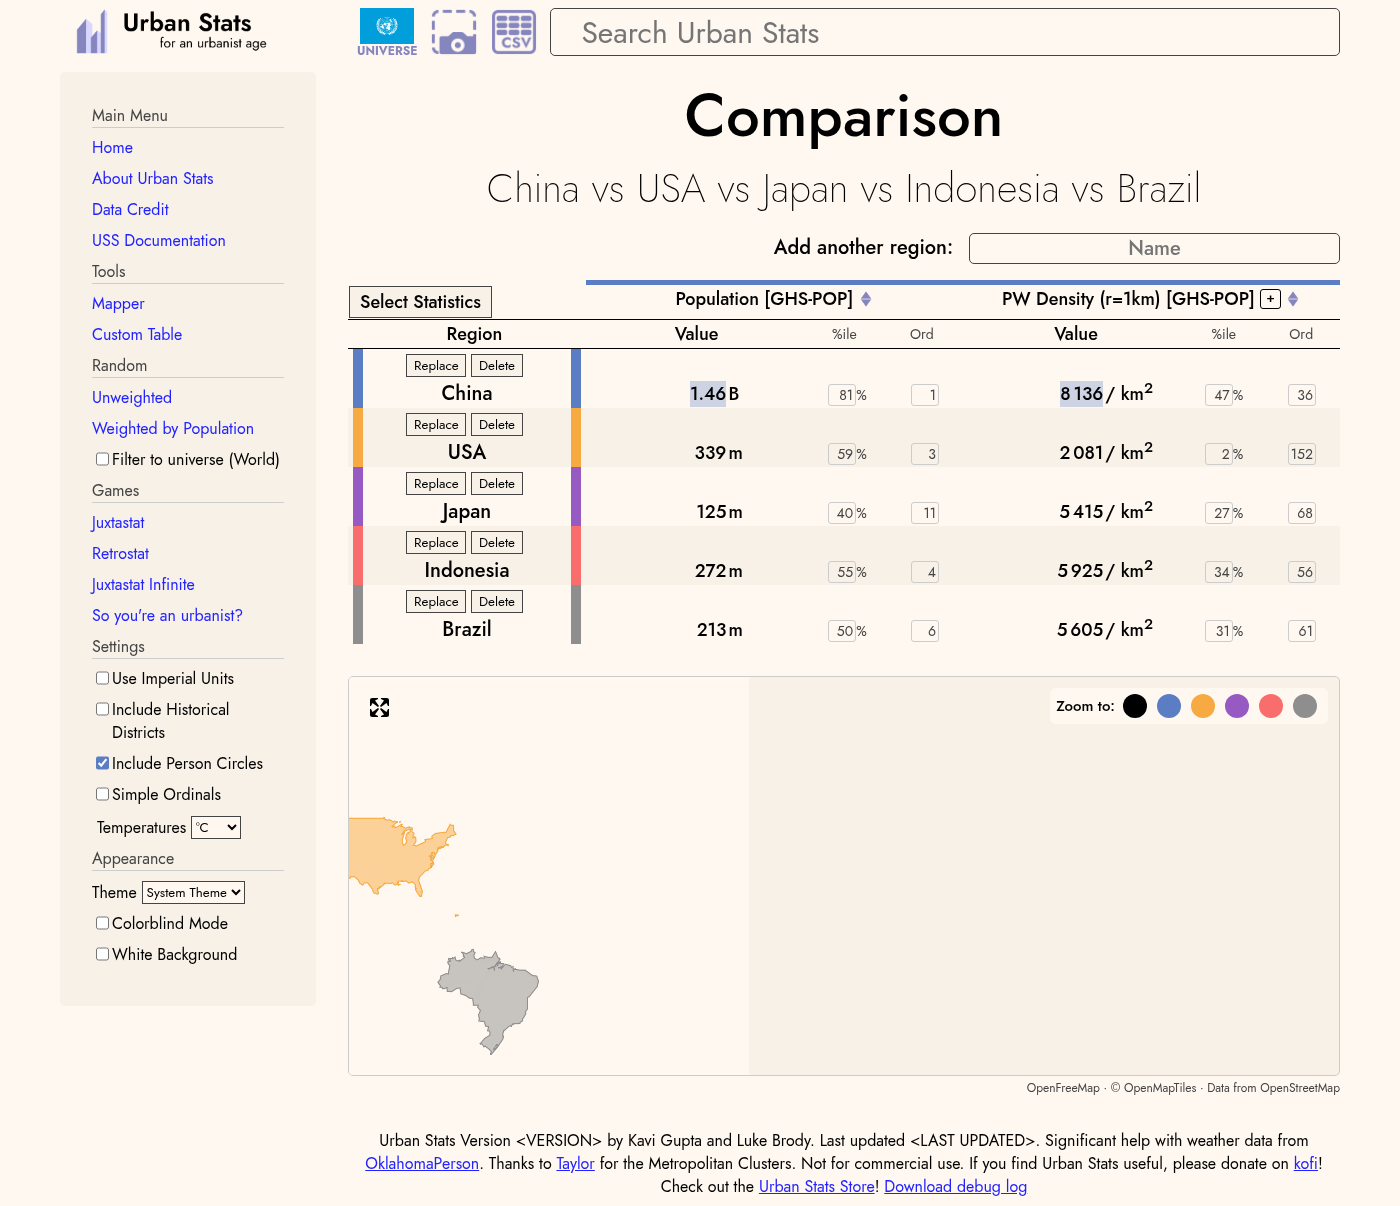 Urban Stats
for an urbanist age
UNIVERSE
CSV
Search Urban Stats
Main Menu
Home
About Urban Stats
Data Credit
USS Documentation
Tools
Mapper
Custom Table
Random
Unweighted
Weighted by Population
Filter to universe (World)
Games
Juxtastat
Retrostat
Juxtastat Infinite
So you're an urbanist?
Settings
Use Imperial Units
Include Historical
Districts
Include Person Circles
Simple Ordinals
Temperatures °C
Appearance
Theme System Theme
Colorblind Mode
White Background
Comparison
China vs USA vs Japan vs Indonesia vs Brazil
Add another region: Name
Select Statistics Population [GHS-POP] PW Density (r=1km) [GHS-POP] +
Region Value %ile Ord Value %ile Ord
Replace Delete
China 1.46 B 81 % 1 8 136 / km² 47 % 36
Replace Delete
USA 339 m 59 % 3 2 081 / km² 2 % 152
Replace Delete
Japan 125 m 40 % 11 5 415 / km² 27 % 68
Replace Delete
Indonesia 272 m 55 % 4 5 925 / km² 34 % 56
Replace Delete
Brazil 213 m 50 % 6 5 605 / km² 31 % 61
Zoom to:
OpenFreeMap · © OpenMapTiles · Data from OpenStreetMap
Urban Stats Version <VERSION> by Kavi Gupta and Luke Brody. Last updated <LAST UPDATED>. Significant help with weather data from
OklahomaPerson. Thanks to Taylor for the Metropolitan Clusters. Not for commercial use. If you find Urban Stats useful, please donate on kofi!
Check out the Urban Stats Store! Download debug log